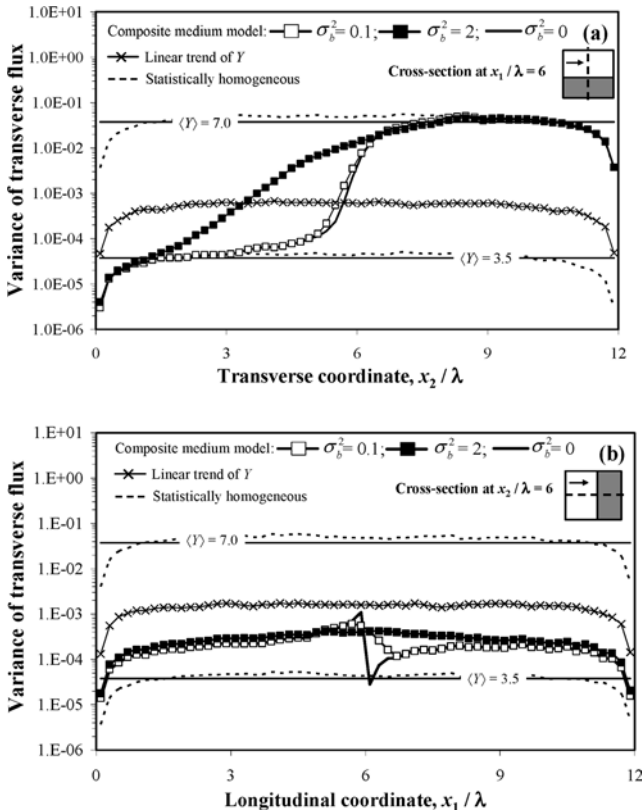 1.E+01
1.0E+00
1.0E-01
1.0E-02
1.0E-03
1.0E-04
1.0E-05
1.0E-06
Variance of transverse flux
Composite medium model: σ_b^2= 0.1; σ_b^2= 2; σ_b^2= 0
(a)
Linear trend of Y
Statistically homogeneous
Cross-section at x₁ / λ = 6
⟨Y⟩ = 7.0
⟨Y⟩ = 3.5
0 3 6 9 12
Transverse coordinate, x₂ / λ
1.E+01
1.E+00
1.E-01
1.E-02
1.E-03
1.E-04
1.E-05
1.E-06
Variance of transverse flux
Composite medium model: σ_b^2= 0.1; σ_b^2= 2; σ_b^2= 0
(b)
Linear trend of Y
Statistically homogeneous
Cross-section at x₂ / λ = 6
⟨Y⟩ = 7.0
⟨Y⟩ = 3.5
0 3 6 9 12
Longitudinal coordinate, x₁ / λ